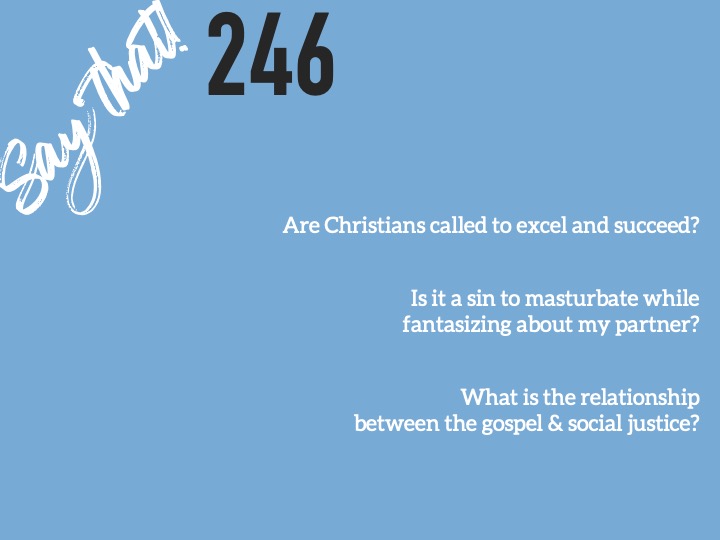 Say that!
246
Are Christians called to excel and succeed?
Is it a sin to masturbate while
fantasizing about my partner?
What is the relationship
between the gospel & social justice?